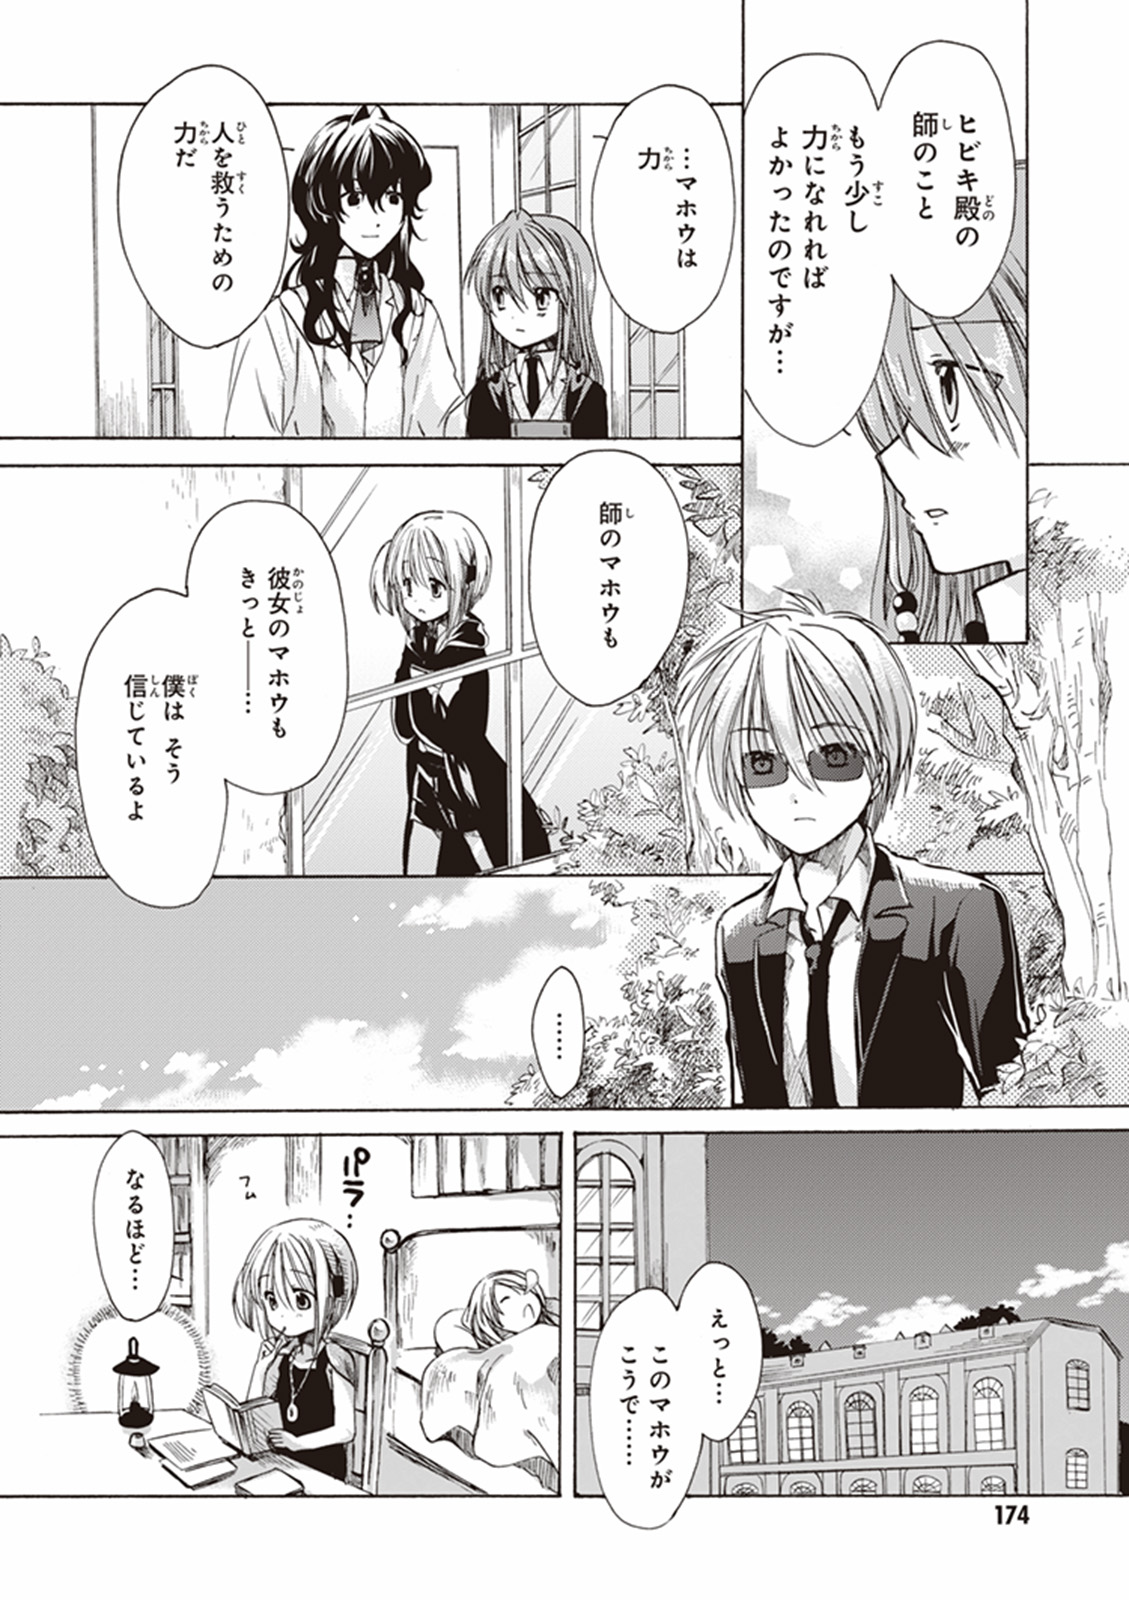 ヒビキ殿の
師のこと
もう少し
力になれれば
よかったのですが…
…マホウは
力
人を救うための
力だ
師のマホウも
彼女のマホウも
きっと――…
僕は そう
信じているよ
……
えっと…
このマホウが
こうで……
パラ…
フム
なるほど…
174